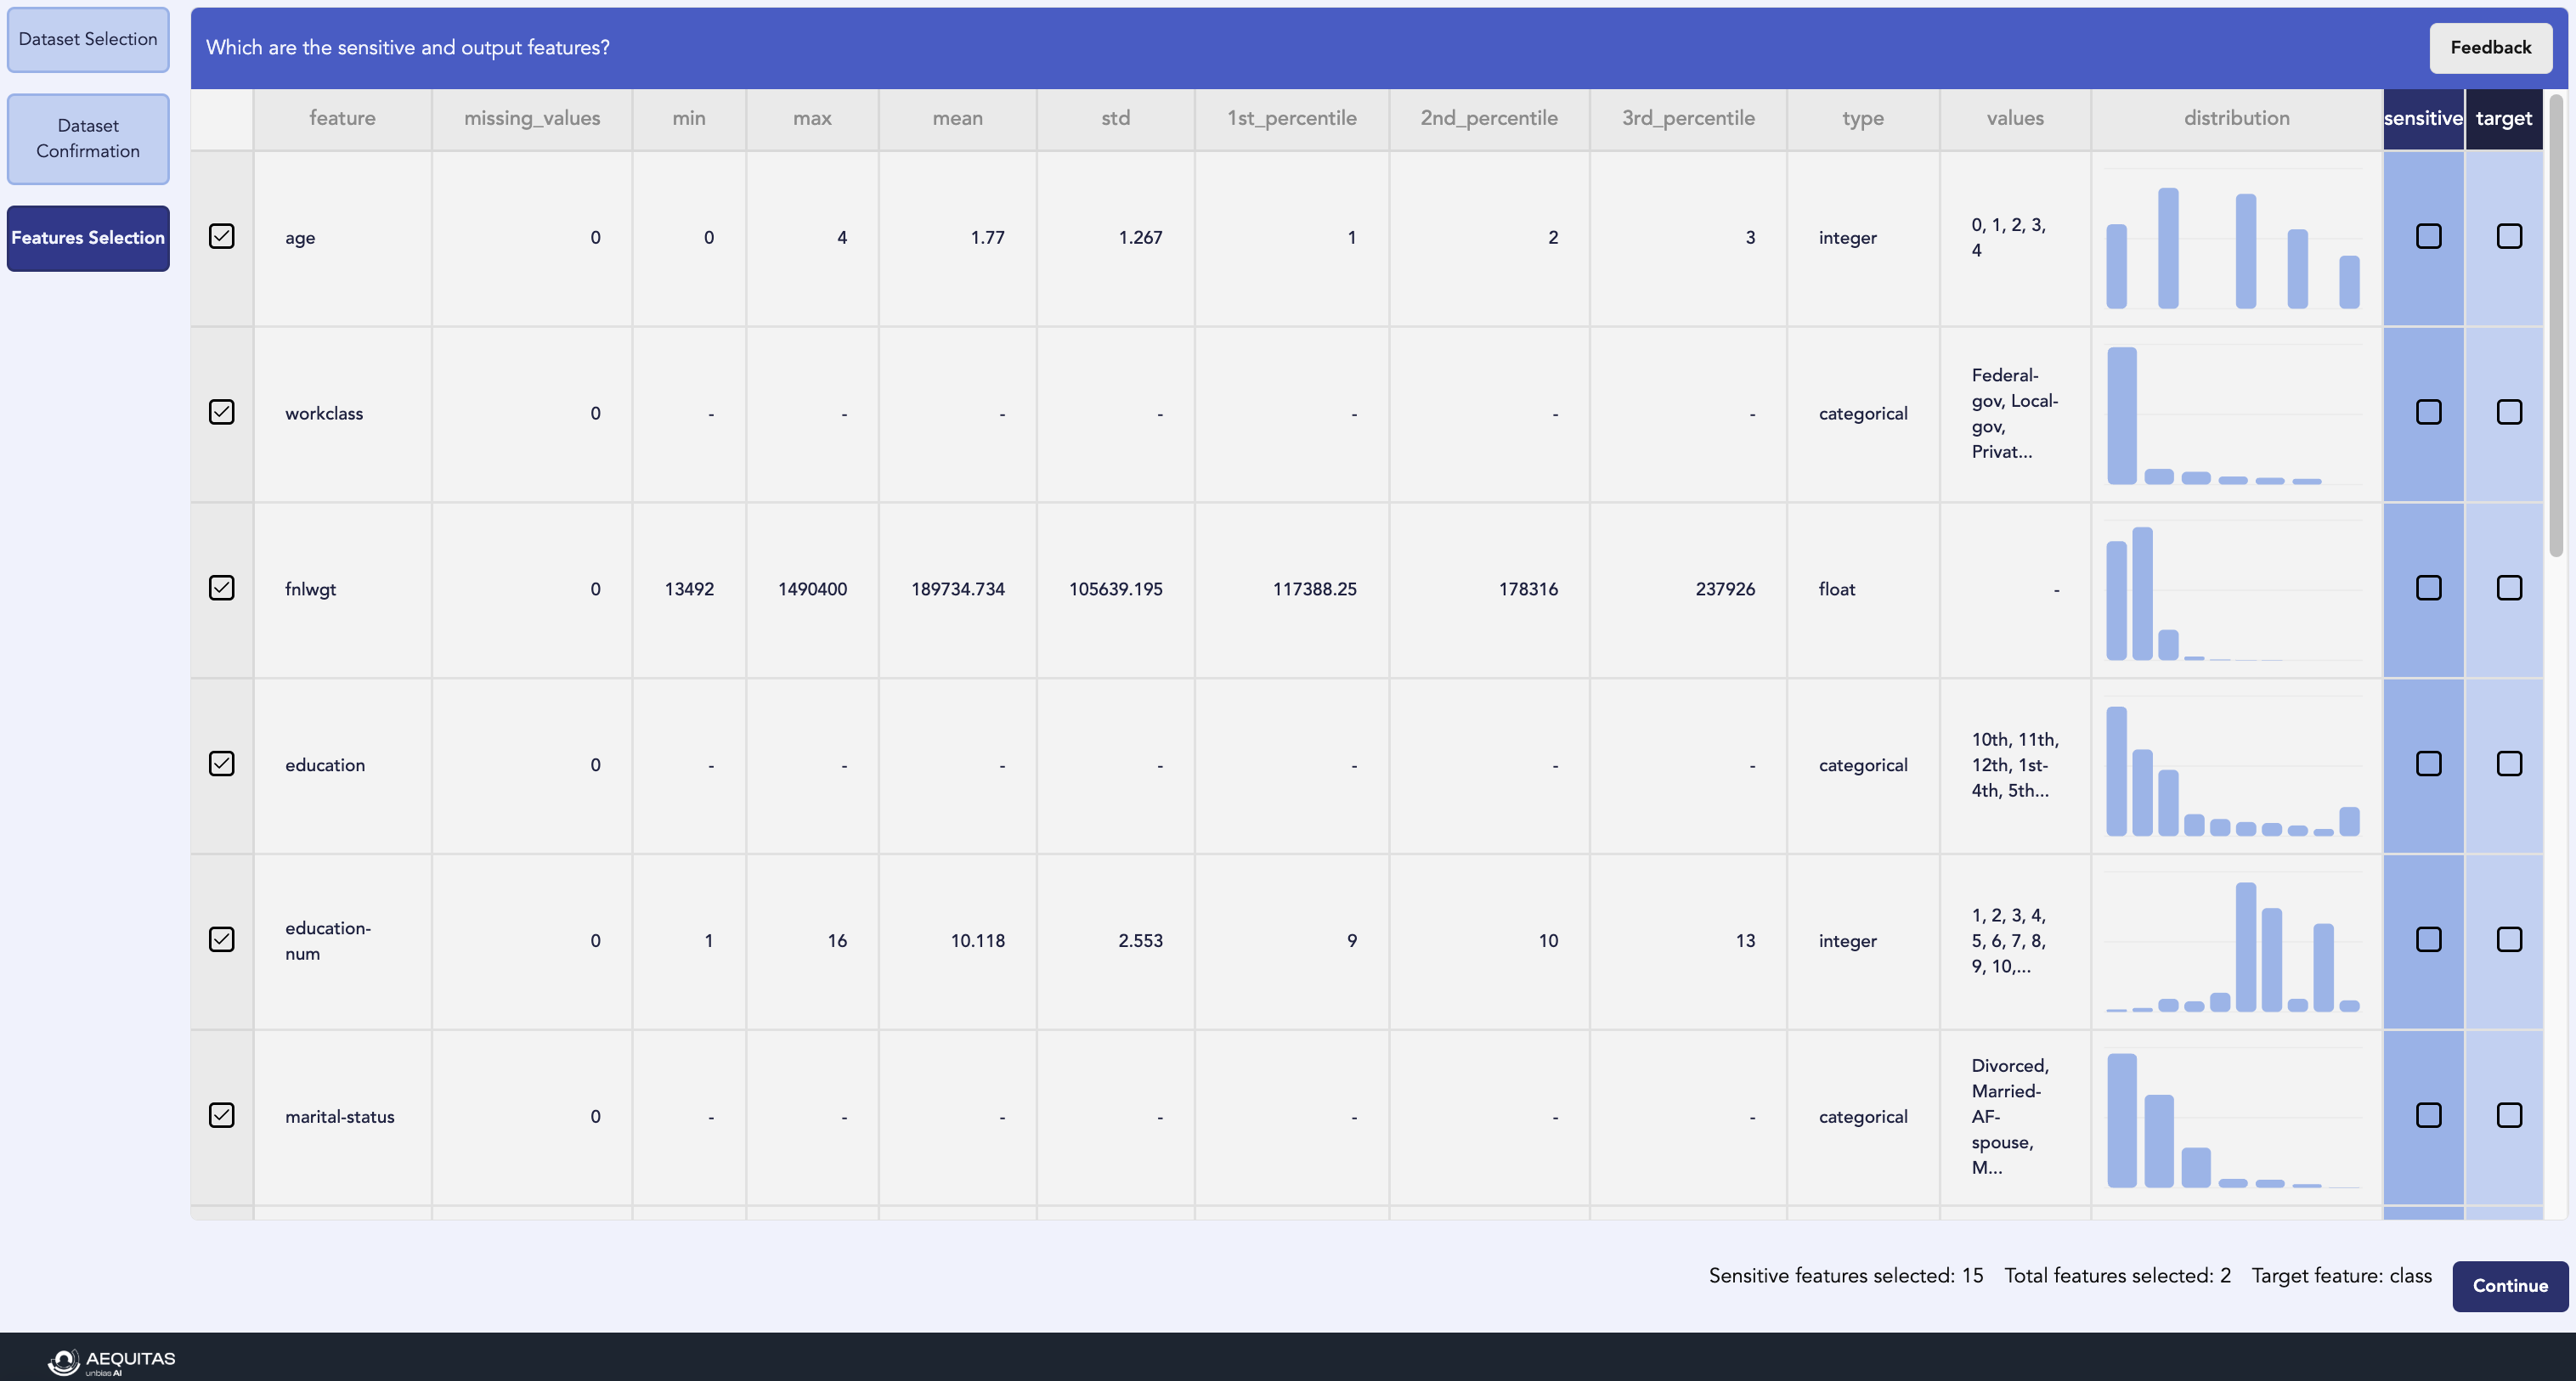 Dataset Selection
Dataset
Confirmation
Features Selection
Which are the sensitive and output features?
Feedback
feature missing_values min max mean std 1st_percentile 2nd_percentile 3rd_percentile type values distribution sensitive target
age 0 0 4 1.77 1.267 1 2 3 integer 0, 1, 2, 3,
4
workclass 0 - - - - - - - categorical Federal-
gov, Local-
gov,
Privat...
fnlwgt 0 13492 1490400 189734.734 105639.195 117388.25 178316 237926 float -
education 0 - - - - - - - categorical 10th, 11th,
12th, 1st-
4th, 5th...
education-
num 0 1 16 10.118 2.553 9 10 13 integer 1, 2, 3, 4,
5, 6, 7, 8,
9, 10,...
marital-status 0 - - - - - - - categorical Divorced,
Married-
AF-
spouse,
M...
Sensitive features selected: 15 Total features selected: 2 Target feature: class
Continue
AEQUITAS
unbias AI